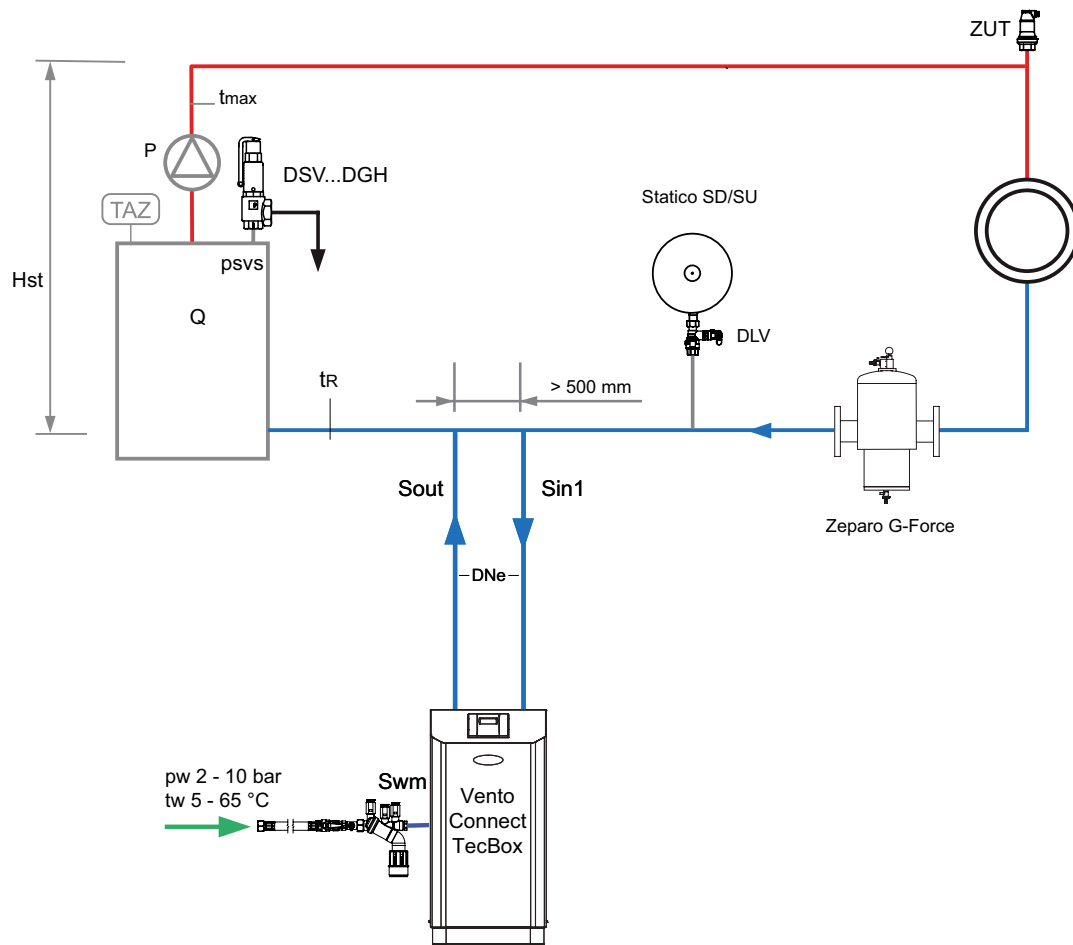 ZUT
tmax
P
DSV...DGH
TAZ
Statico SD/SU
psvs
Hst
Q
DLV
tR
> 500 mm
Sout
Sin1
Zeparo G-Force
DNe
pw 2 - 10 bar
tw 5 - 65 °C
Swm
Vento
Connect
TecBox